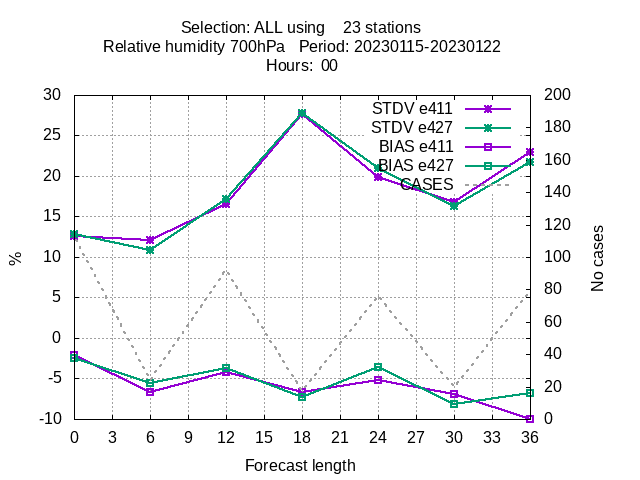 Selection: ALL using 23 stations
Relative humidity 700hPa Period: 20230115-20230122
Hours: 00
30
25
20
15
10
5
0
-5
-10
%
STDV e411
STDV e427
BIAS e411
BIAS e427
CASES
200
180
160
140
120
100
80
60
40
20
0
No cases
0 3 6 9 12 15 18 21 24 27 30 33 36
Forecast length